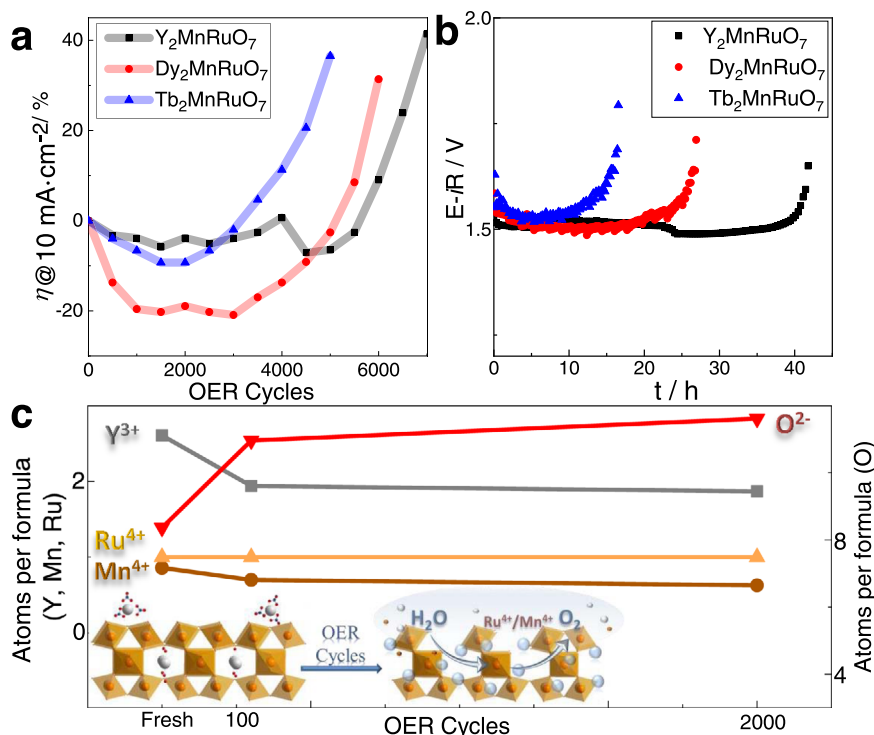 a
η@10 mA·cm-2/ %
40
20
0
-20
0
2000
4000
6000
OER Cycles
Y₂MnRuO₇
Dy₂MnRuO₇
Tb₂MnRuO₇
b
E-iR / V
2.0
1.5
0
10
20
30
40
t / h
Y₂MnRuO₇
Dy₂MnRuO₇
Tb₂MnRuO₇
c
Atoms per formula
(Y, Mn, Ru)
2
1
0
Y³⁺
Ru⁴⁺
Mn⁴⁺
O²⁻
8
4
Atoms per formula (O)
OER
Cycles
H₂O
Ru⁴⁺/Mn⁴⁺
O₂
Fresh
100
2000
OER Cycles